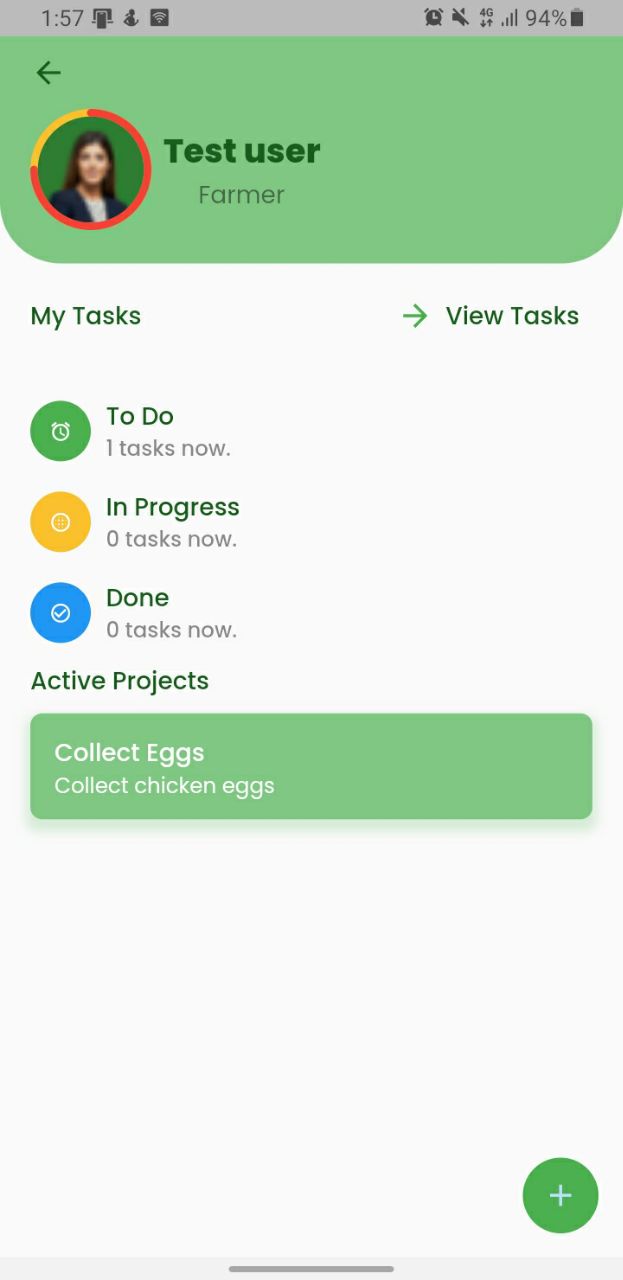 1:57 4G 94%
Test user
Farmer
My Tasks View Tasks
To Do
1 tasks now.
In Progress
0 tasks now.
Done
0 tasks now.
Active Projects
Collect Eggs
Collect chicken eggs